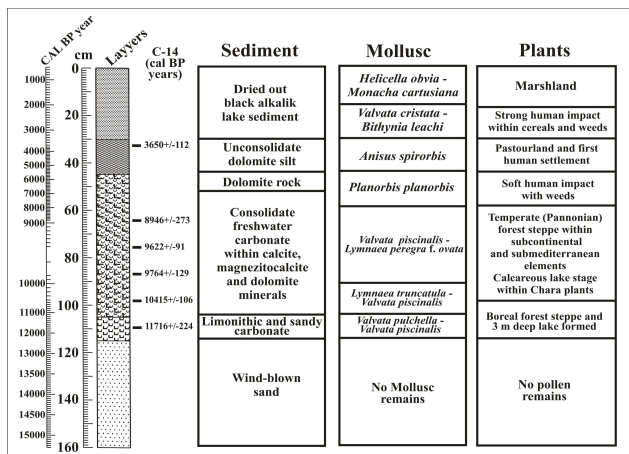 CAL BP year
Layyers
cm
C-14
(cal BP
years)
Sediment
Mollusc
Plants
0
20
40
60
80
100
120
140
160
1000
2000
3000
4000
5000
6000
7000
8000
9000
10000
11000
12000
13000
14000
14500
15000
3650+/-112
8946+/-273
9622+/-91
9764+/-129
10415+/-106
11716+/-224
Dried out
black alkalik
lake sediment
Unconsolidate
dolomite silt
Dolomite rock
Consolidate
freshwater
carbonate
within calcite,
magnezitocalcite
and dolomite
minerals
Limonithic and sandy
carbonate
Wind-blown
sand
Helicella obvia -
Monacha cartusiana
Valvata cristata -
Bithynia leachi
Anisus spirorbis
Planorbis planorbis
Valvata piscinalis -
Lymnaea peregra f. ovata
Lymnaea truncatula -
Valvata piscinalis
Valvata pulchella -
Valvata piscinalis
No Mollusc
remains
Marshland
Strong human impact
within cereals and weeds
Pastourland and first
human settlement
Soft human impact
with weeds
Temperate (Pannonian)
forest steppe within
subcontinental
and submediterranean
elements
Calcareous lake stage
within Chara plants
Boreal forest steppe and
3 m deep lake formed
No pollen
remains